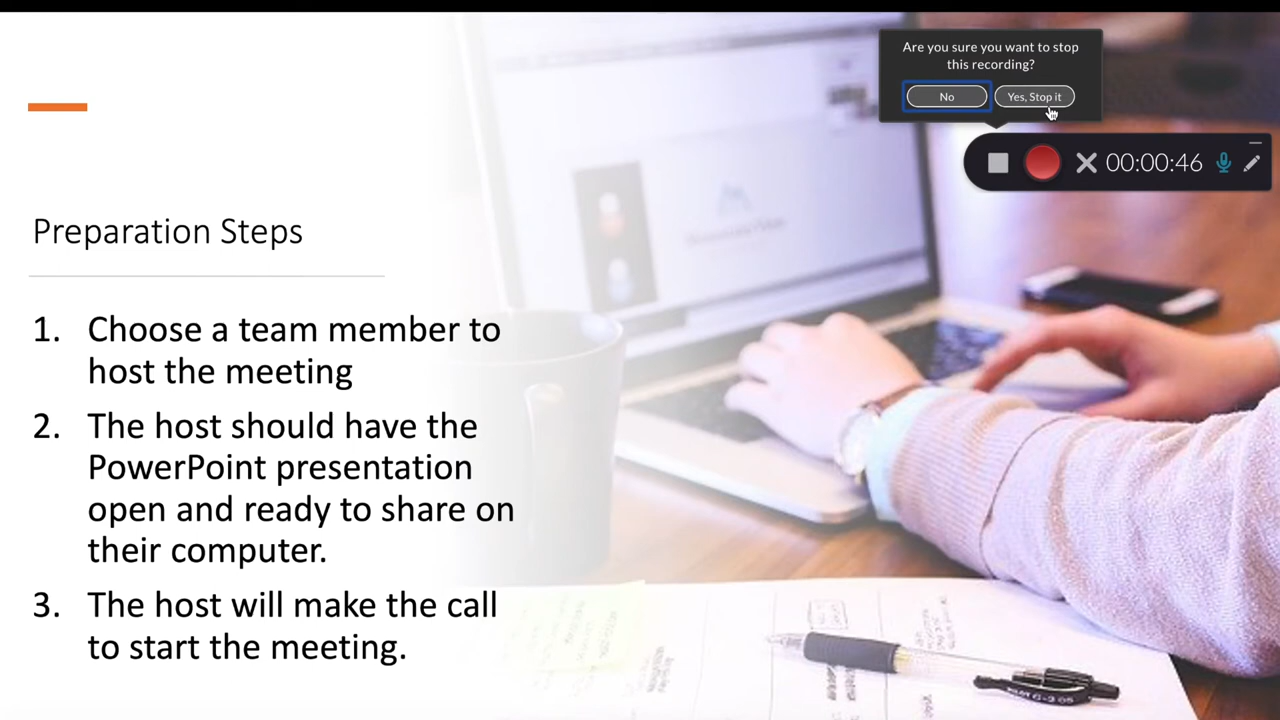 Are you sure you want to stop
this recording?
No
Yes, Stop it
00:00:46
Preparation Steps
1. Choose a team member to
host the meeting
2. The host should have the
PowerPoint presentation
open and ready to share on
their computer.
3. The host will make the call
to start the meeting.